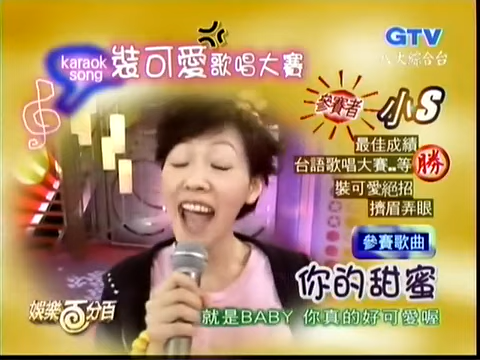 karaok
song
裝可愛歌唱大賽
GTV
八大綜合台
參賽者
小S
最佳成績
台語歌唱大賽..等
勝
裝可愛絕招
擠眉弄眼
參賽歌曲
你的甜蜜
娛樂百分百
就是BABY 你真的好可愛喔